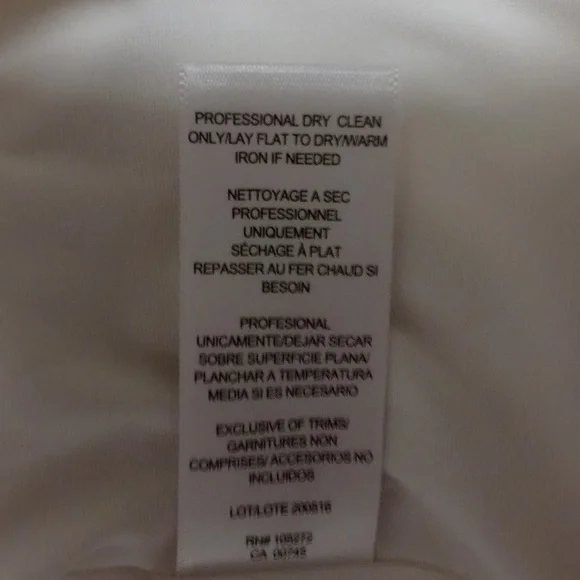 PROFESSIONAL DRY CLEAN
ONLY/LAY FLAT TO DRY/WARM
IRON IF NEEDED
NETTOYAGE A SEC
PROFESSIONNEL
UNIQUEMENT
SÉCHAGE À PLAT
REPASSER AU FER CHAUD SI
BESOIN
PROFESIONAL
UNICAMENTE/DEJAR SECAR
SOBRE SUPERFICIE PLANA/
PLANCHAR A TEMPERATURA
MEDIA SI ES NECESARIO
EXCLUSIVE OF TRIMS/
GARNITURES NON
COMPRISES/ ACCESORIOS NO
INCLUIDOS
LOT/LOTE
RN#
CA